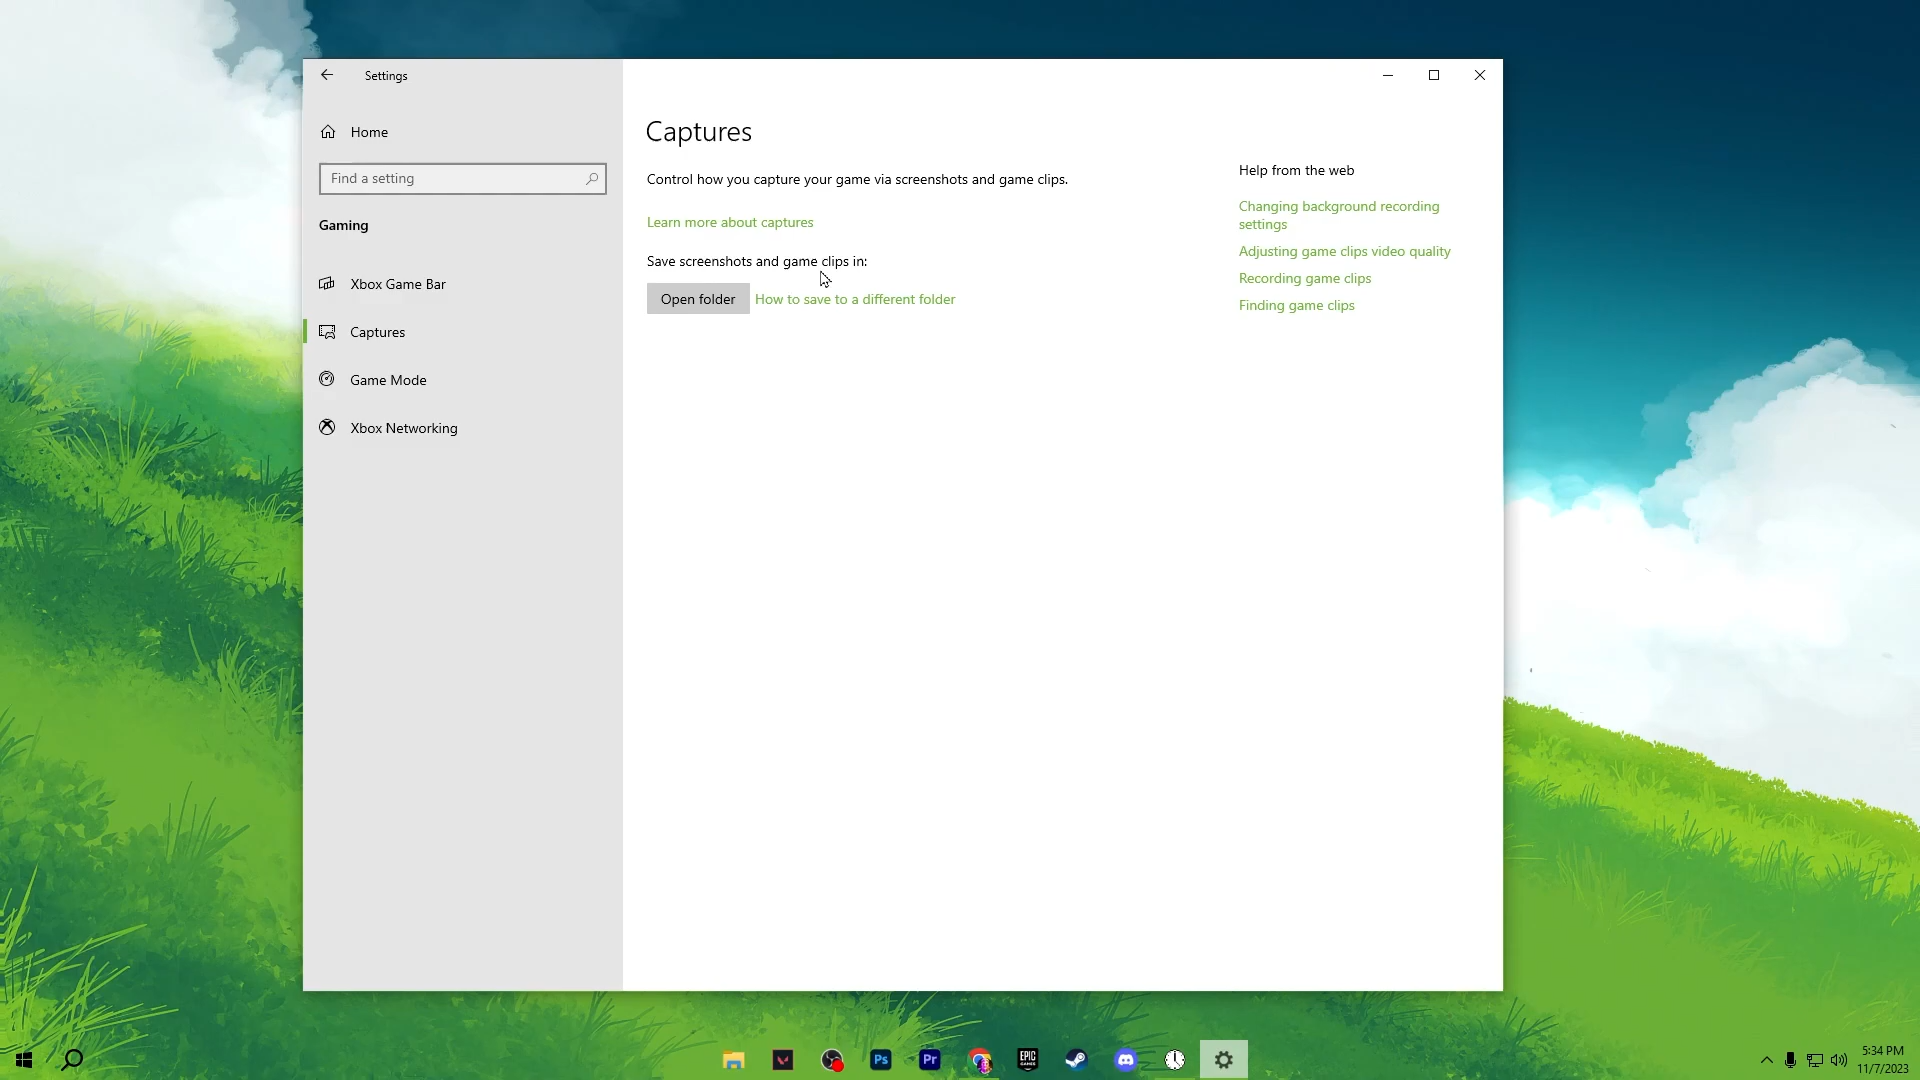 Settings
Home
Find a setting
Gaming
Xbox Game Bar
Captures
Game Mode
Xbox Networking
Captures
Control how you capture your game via screenshots and game clips.
Learn more about captures
Save screenshots and game clips in:
Open folder How to save to a different folder
Help from the web
Changing background recording
settings
Adjusting game clips video quality
Recording game clips
Finding game clips
Ps
Pr
EPIC
GAMES
5:34 PM
11/7/2023